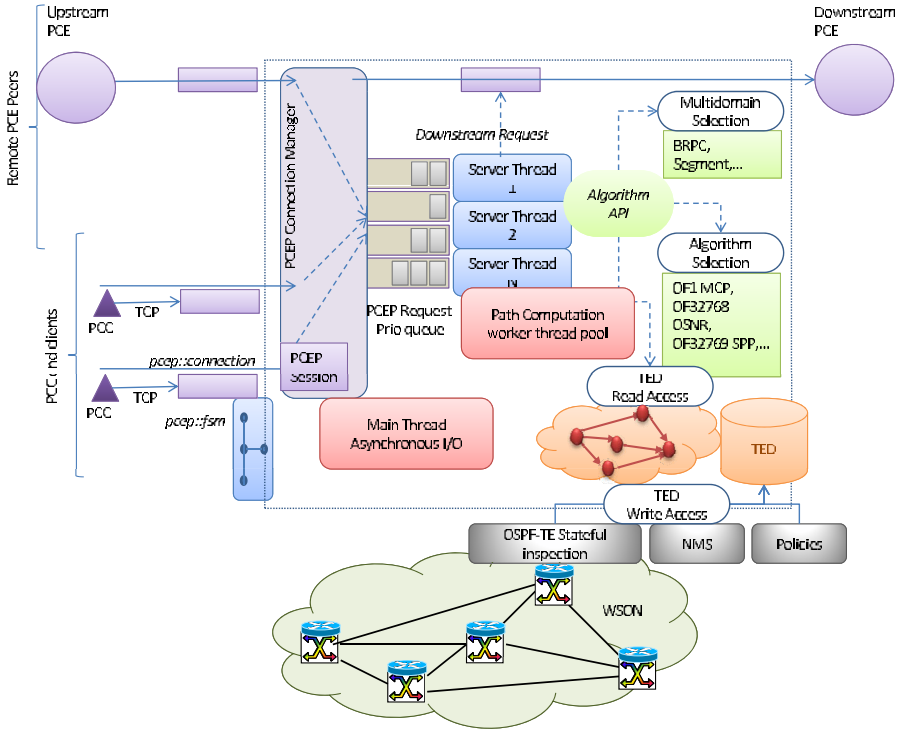 Upstream
PCE
Downstream
PCE
Remote PCE Peers
PCEP Connection Manager
Downstream Request
Multidomain
Selection
BRPC,
Segment,...
Server Thread
1
Server Thread
2
Server Thread
N
Algorithm
API
Algorithm
Selection
OF1 MCP,
OF32768
OSNR,
OF32769 SPP,...
PCEP Request
Prio queue
Path Computation
worker thread pool
PCC
TCP
pcep::connection
PCEP
Session
PCC
TCP
pcep::fsm
PCC and clients
Main Thread
Asynchronous I/O
TED
Read Access
TED
TED
Write Access
OSPF-TE Stateful
inspection
NMS
Policies
WSON